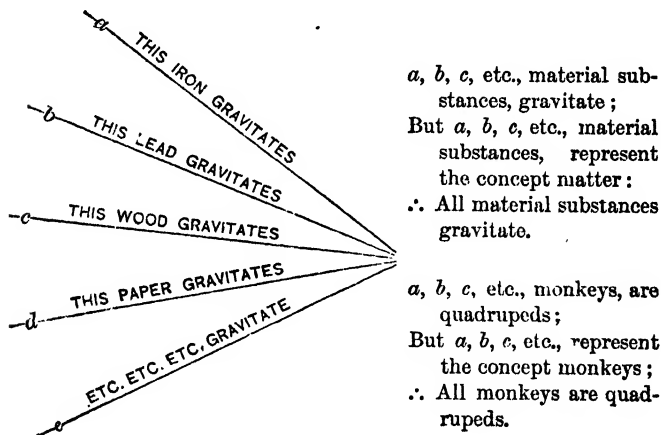 a
THIS IRON GRAVITATES
b
THIS LEAD GRAVITATES
c
THIS WOOD GRAVITATES
d
THIS PAPER GRAVITATES
e
ETC. ETC. ETC, GRAVITATE
a, b, c, etc., material sub-
stances, gravitate ;
But a, b, c, etc., material
substances, represent
the concept matter :
∴ All material substances
gravitate.
a, b, c, etc., monkeys, are
quadrupeds ;
But a, b, c, etc., represent
the concept monkeys ;
∴ All monkeys are quad-
rupeds.